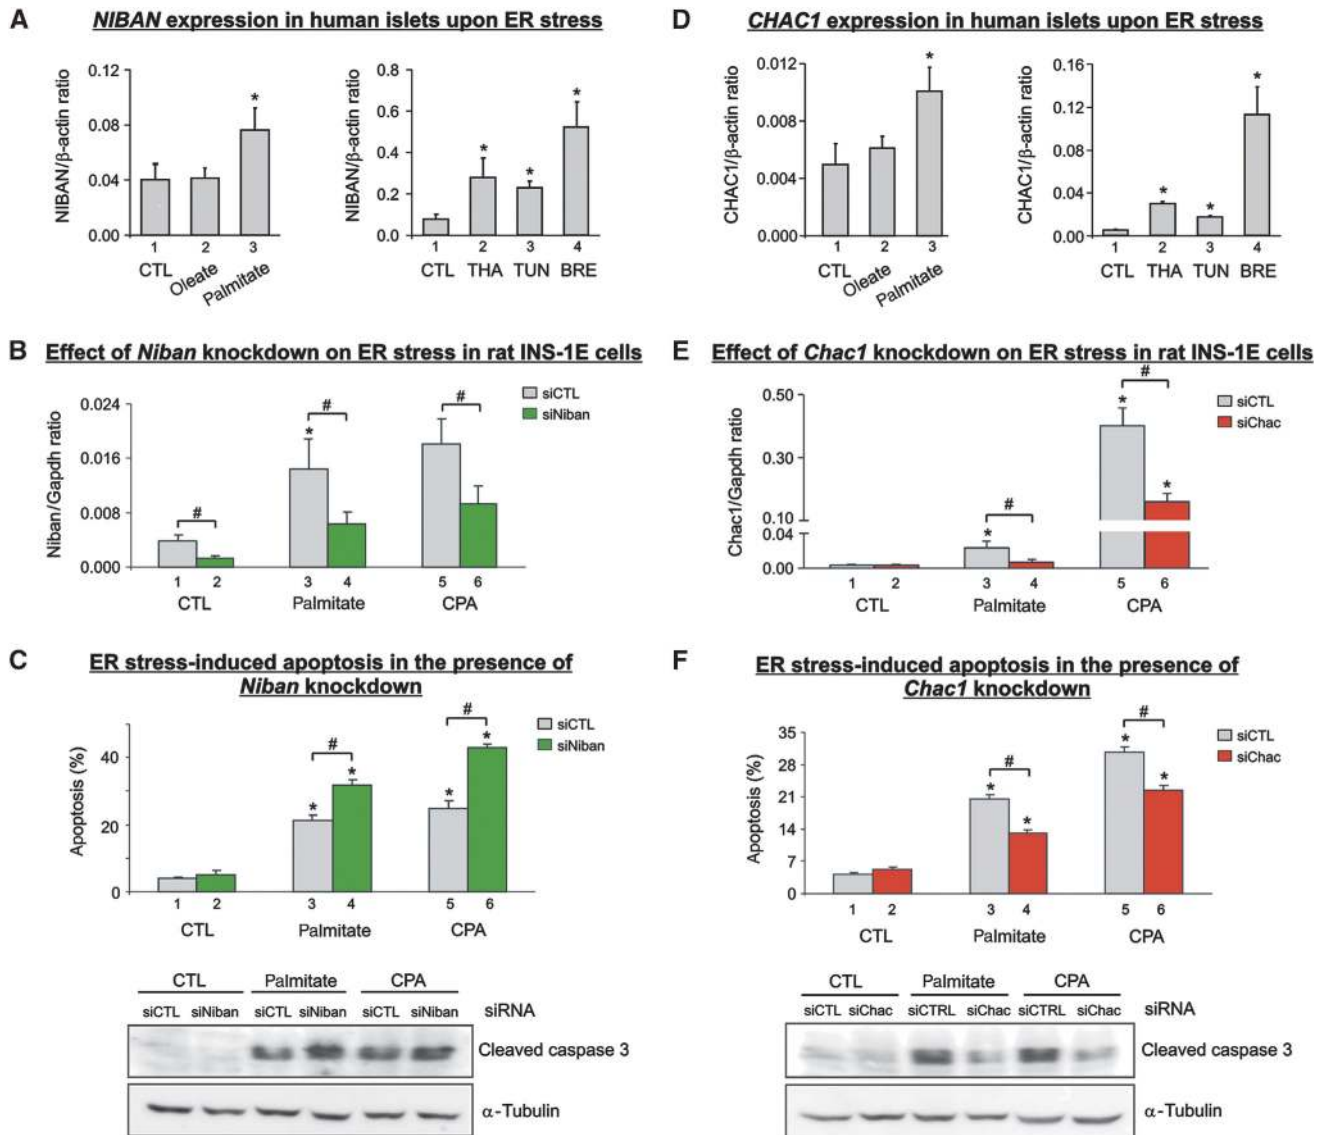 A NIBAN expression in human islets upon ER stress
NIBAN/β-actin ratio
0.12
0.08
0.04
0.00
1 2 3
CTL Oleate Palmitate
*
NIBAN/β-actin ratio
0.8
0.6
0.4
0.2
0.0
1 2 3 4
CTL THA TUN BRE
* * *
D CHAC1 expression in human islets upon ER stress
CHAC1/β-actin ratio
0.012
0.008
0.004
0.000
1 2 3
CTL Oleate Palmitate
*
CHAC1/β-actin ratio
0.16
0.12
0.08
0.04
0.00
1 2 3 4
CTL THA TUN BRE
* * *
B Effect of Niban knockdown on ER stress in rat INS-1E cells
Niban/Gapdh ratio
0.024
0.016
0.008
0.000
siCTL
siNiban
# # #
*
1 2 3 4 5 6
CTL Palmitate CPA
E Effect of Chac1 knockdown on ER stress in rat INS-1E cells
Chac1/Gapdh ratio
0.50
0.30
0.10
0.04
0.00
siCTL
siChac
# #
* * *
1 2 3 4 5 6
CTL Palmitate CPA
C ER stress-induced apoptosis in the presence of
Niban knockdown
Apoptosis (%)
40
20
0
siCTL
siNiban
# #
* * * *
1 2 3 4 5 6
CTL Palmitate CPA
CTL Palmitate CPA
siCTL siNiban siCTL siNiban siCTL siNiban siRNA
Cleaved caspase 3
α-Tubulin
F ER stress-induced apoptosis in the presence of
Chac1 knockdown
Apoptosis (%)
35
28
21
14
7
0
siCTL
siChac
# #
* * * *
1 2 3 4 5 6
CTL Palmitate CPA
CTL Palmitate CPA
siCTL siChac siCTRL siChac siCTRL siChac siRNA
Cleaved caspase 3
α-Tubulin